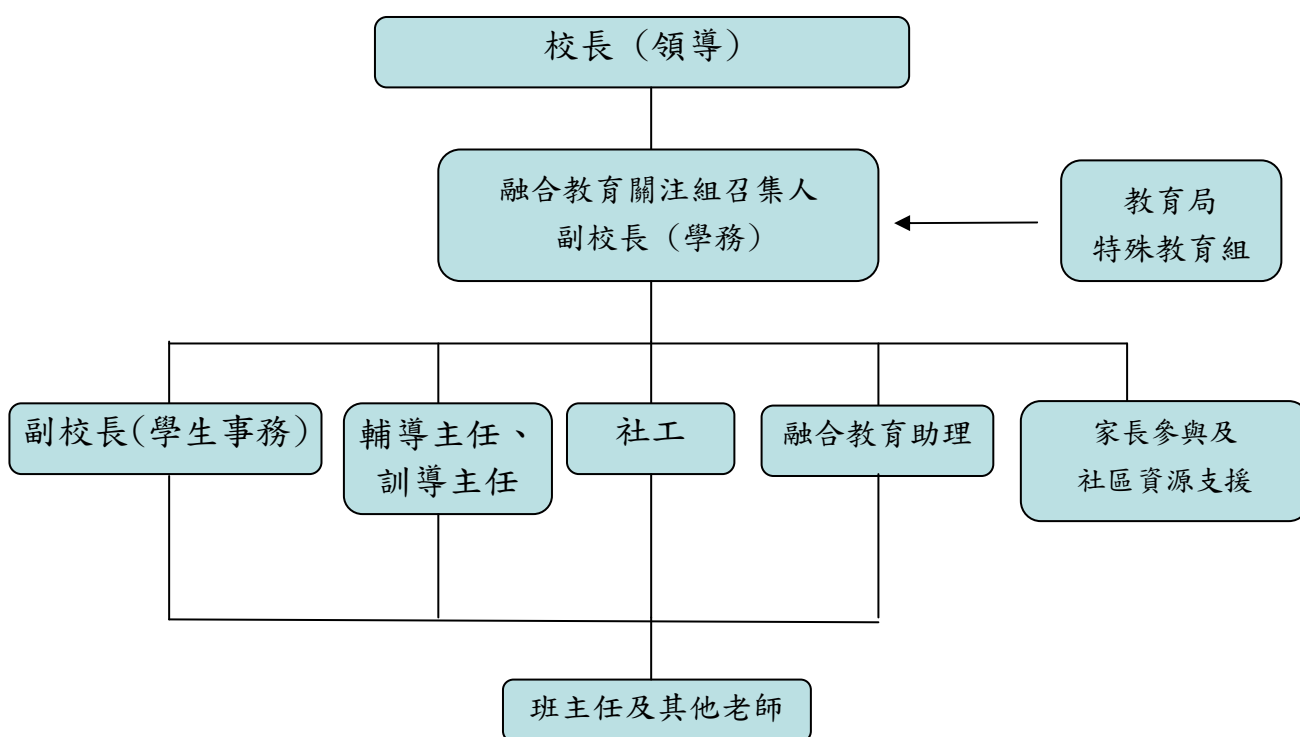 校長（領導）
融合教育關注組召集人
副校長（學務）
教育局
特殊教育組
副校長(學生事務)
輔導主任、
訓導主任
社工
融合教育助理
家長參與及
社區資源支援
班主任及其他老師